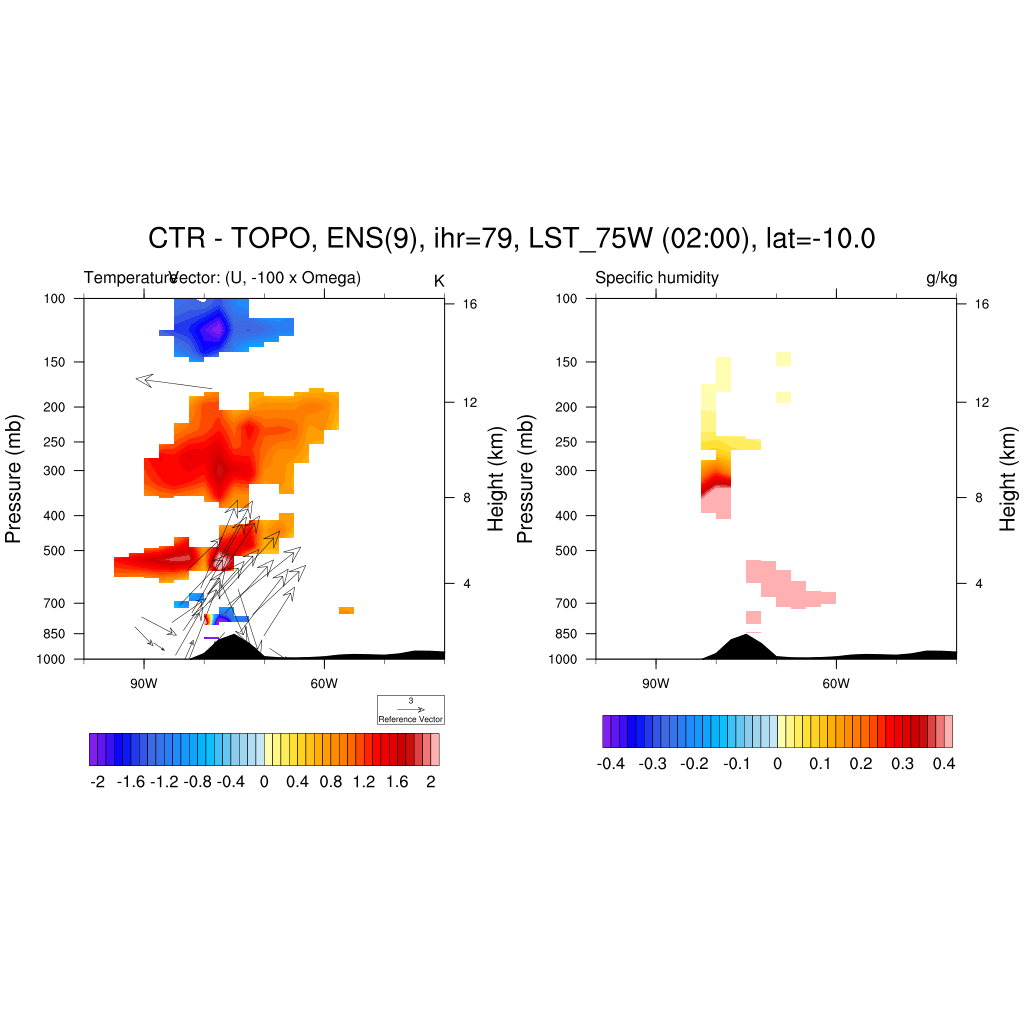 CTR - TOPO, ENS(9), ihr=79, LST_75W (02:00), lat=-10.0
Temperature Vector: (U, -100 x Omega) K
Pressure (mb)
100
150
200
250
300
400
500
700
850
1000
16
12
8
4
Height (km)
90W
60W
3
Reference Vector
-2 -1.6 -1.2 -0.8 -0.4 0 0.4 0.8 1.2 1.6 2
Specific humidity g/kg
Pressure (mb)
100
150
200
250
300
400
500
700
850
1000
16
12
8
4
Height (km)
90W
60W
-0.4 -0.3 -0.2 -0.1 0 0.1 0.2 0.3 0.4